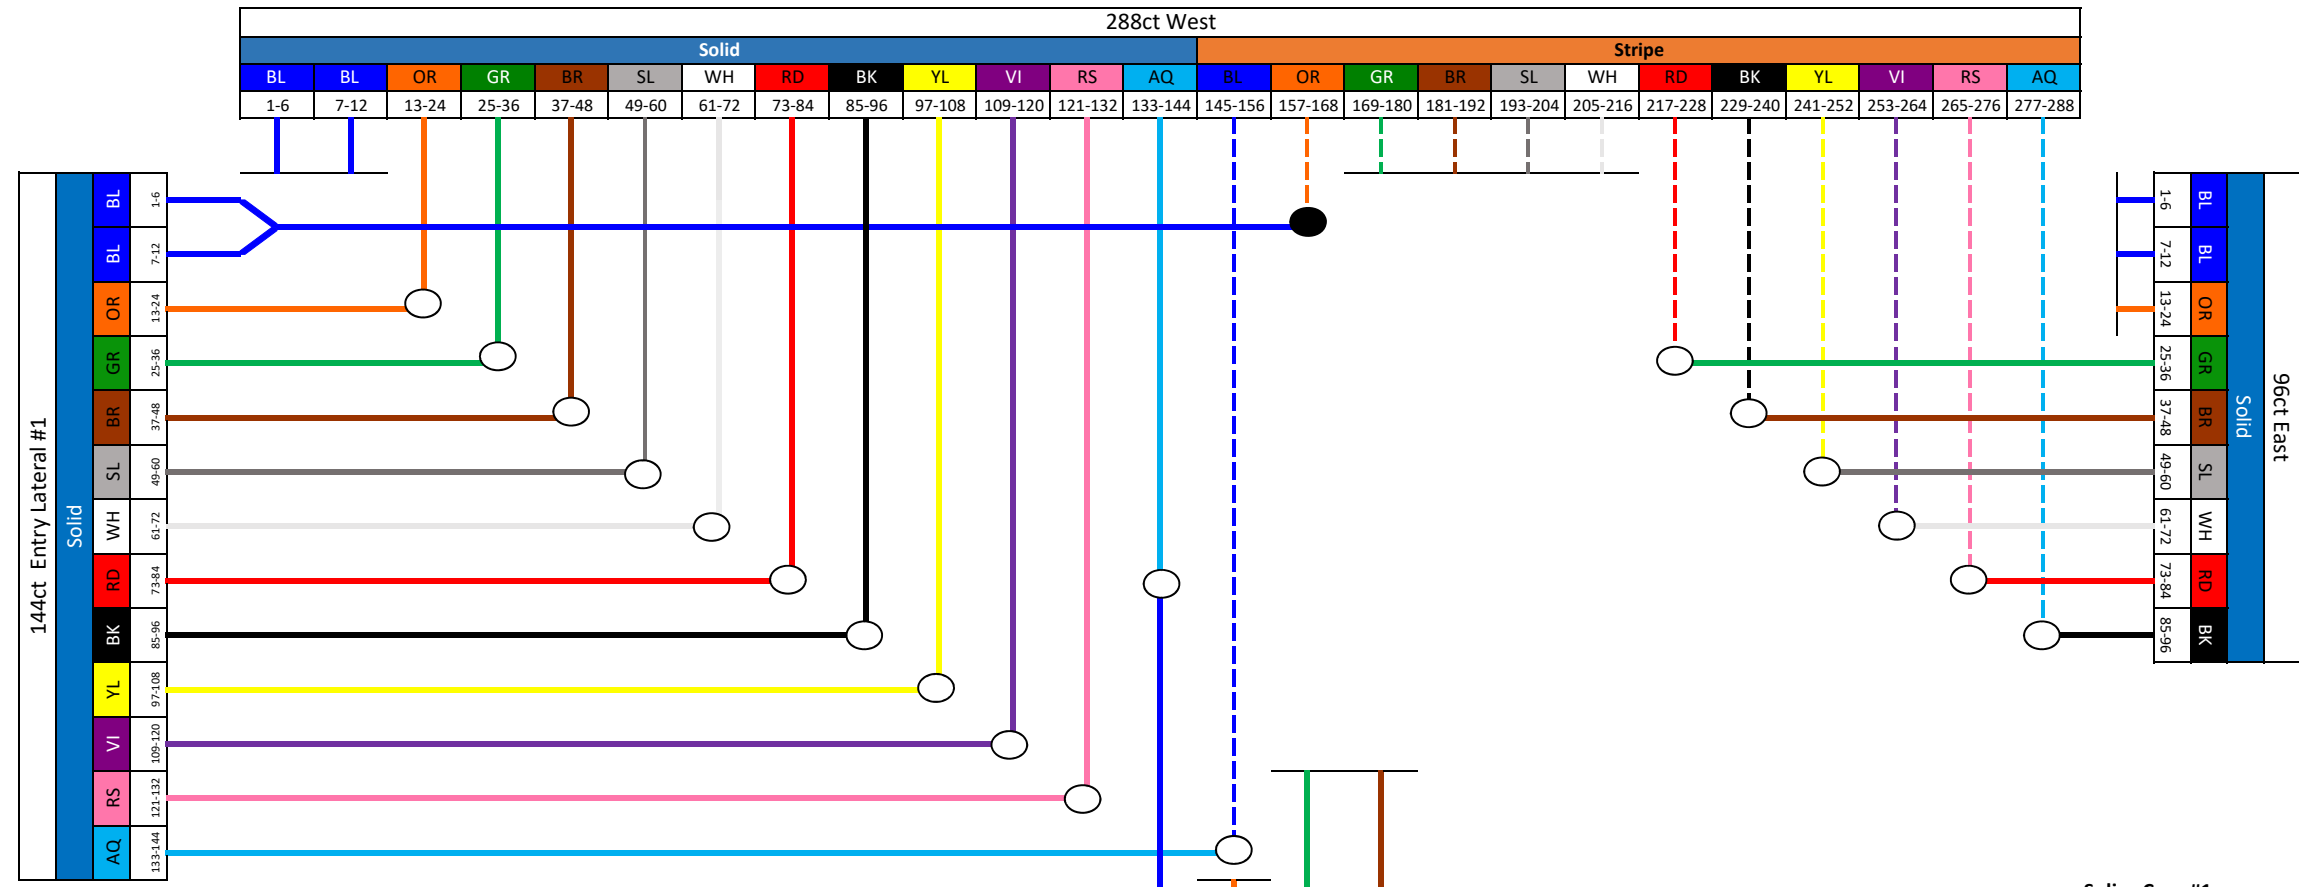 288ct West
Solid Stripe
BL BL OR GR BR SL WH RD BK YL VI RS AQ BL OR GR BR SL WH RD BK YL VI RS AQ
1-6 7-12 13-24 25-36 37-48 49-60 61-72 73-84 85-96 97-108 109-120 121-132 133-144 145-156 157-168 169-180 181-192 193-204 205-216 217-228 229-240 241-252 253-264 265-276 277-288
144ct Entry Lateral #1
Solid
BL 1-6
BL 7-12
OR 13-24
GR 25-36
BR 37-48
SL 49-60
WH 61-72
RD 73-84
BK 85-96
YL 97-108
VI 109-120
RS 121-132
AQ 133-144
1-6 BL
7-12 BL
13-24 OR
25-36 GR
37-48 BR
49-60 SL
61-72 WH
73-84 RD
85-96 BK
Solid
96ct East